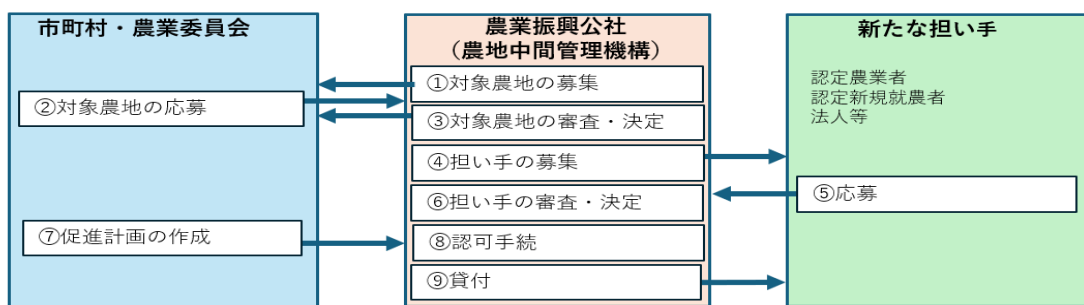 市町村・農業委員会
②対象農地の応募
⑦促進計画の作成
農業振興公社
（農地中間管理機構）
①対象農地の募集
③対象農地の審査・決定
④担い手の募集
⑥担い手の審査・決定
⑧認可手続
⑨貸付
新たな担い手
認定農業者
認定新規就農者
法人等
⑤応募